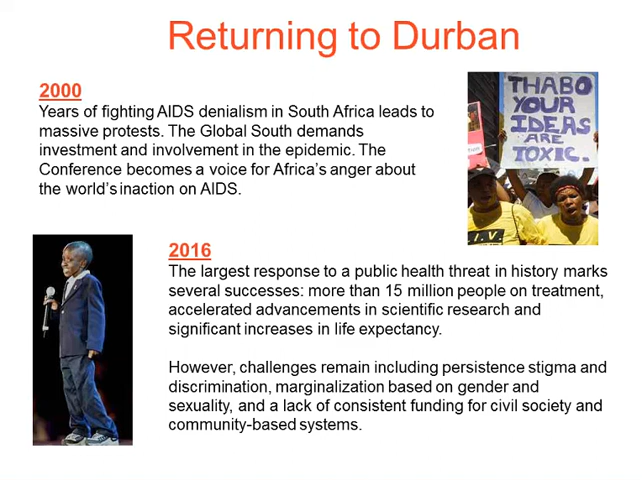 Returning to Durban
2000
Years of fighting AIDS denialism in South Africa leads to
massive protests. The Global South demands
investment and involvement in the epidemic. The
Conference becomes a voice for Africa's anger about
the world's inaction on AIDS.
THABO
YOUR
IDEAS
ARE
TOXIC.
I.V.
2016
The largest response to a public health threat in history marks
several successes: more than 15 million people on treatment,
accelerated advancements in scientific research and
significant increases in life expectancy.
However, challenges remain including persistence stigma and
discrimination, marginalization based on gender and
sexuality, and a lack of consistent funding for civil society and
community-based systems.